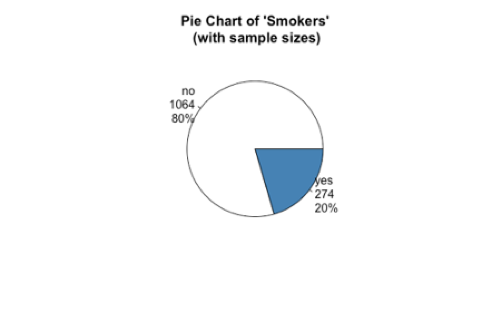 Pie Chart of 'Smokers'
(with sample sizes)
no
1064
80%
yes
274
20%